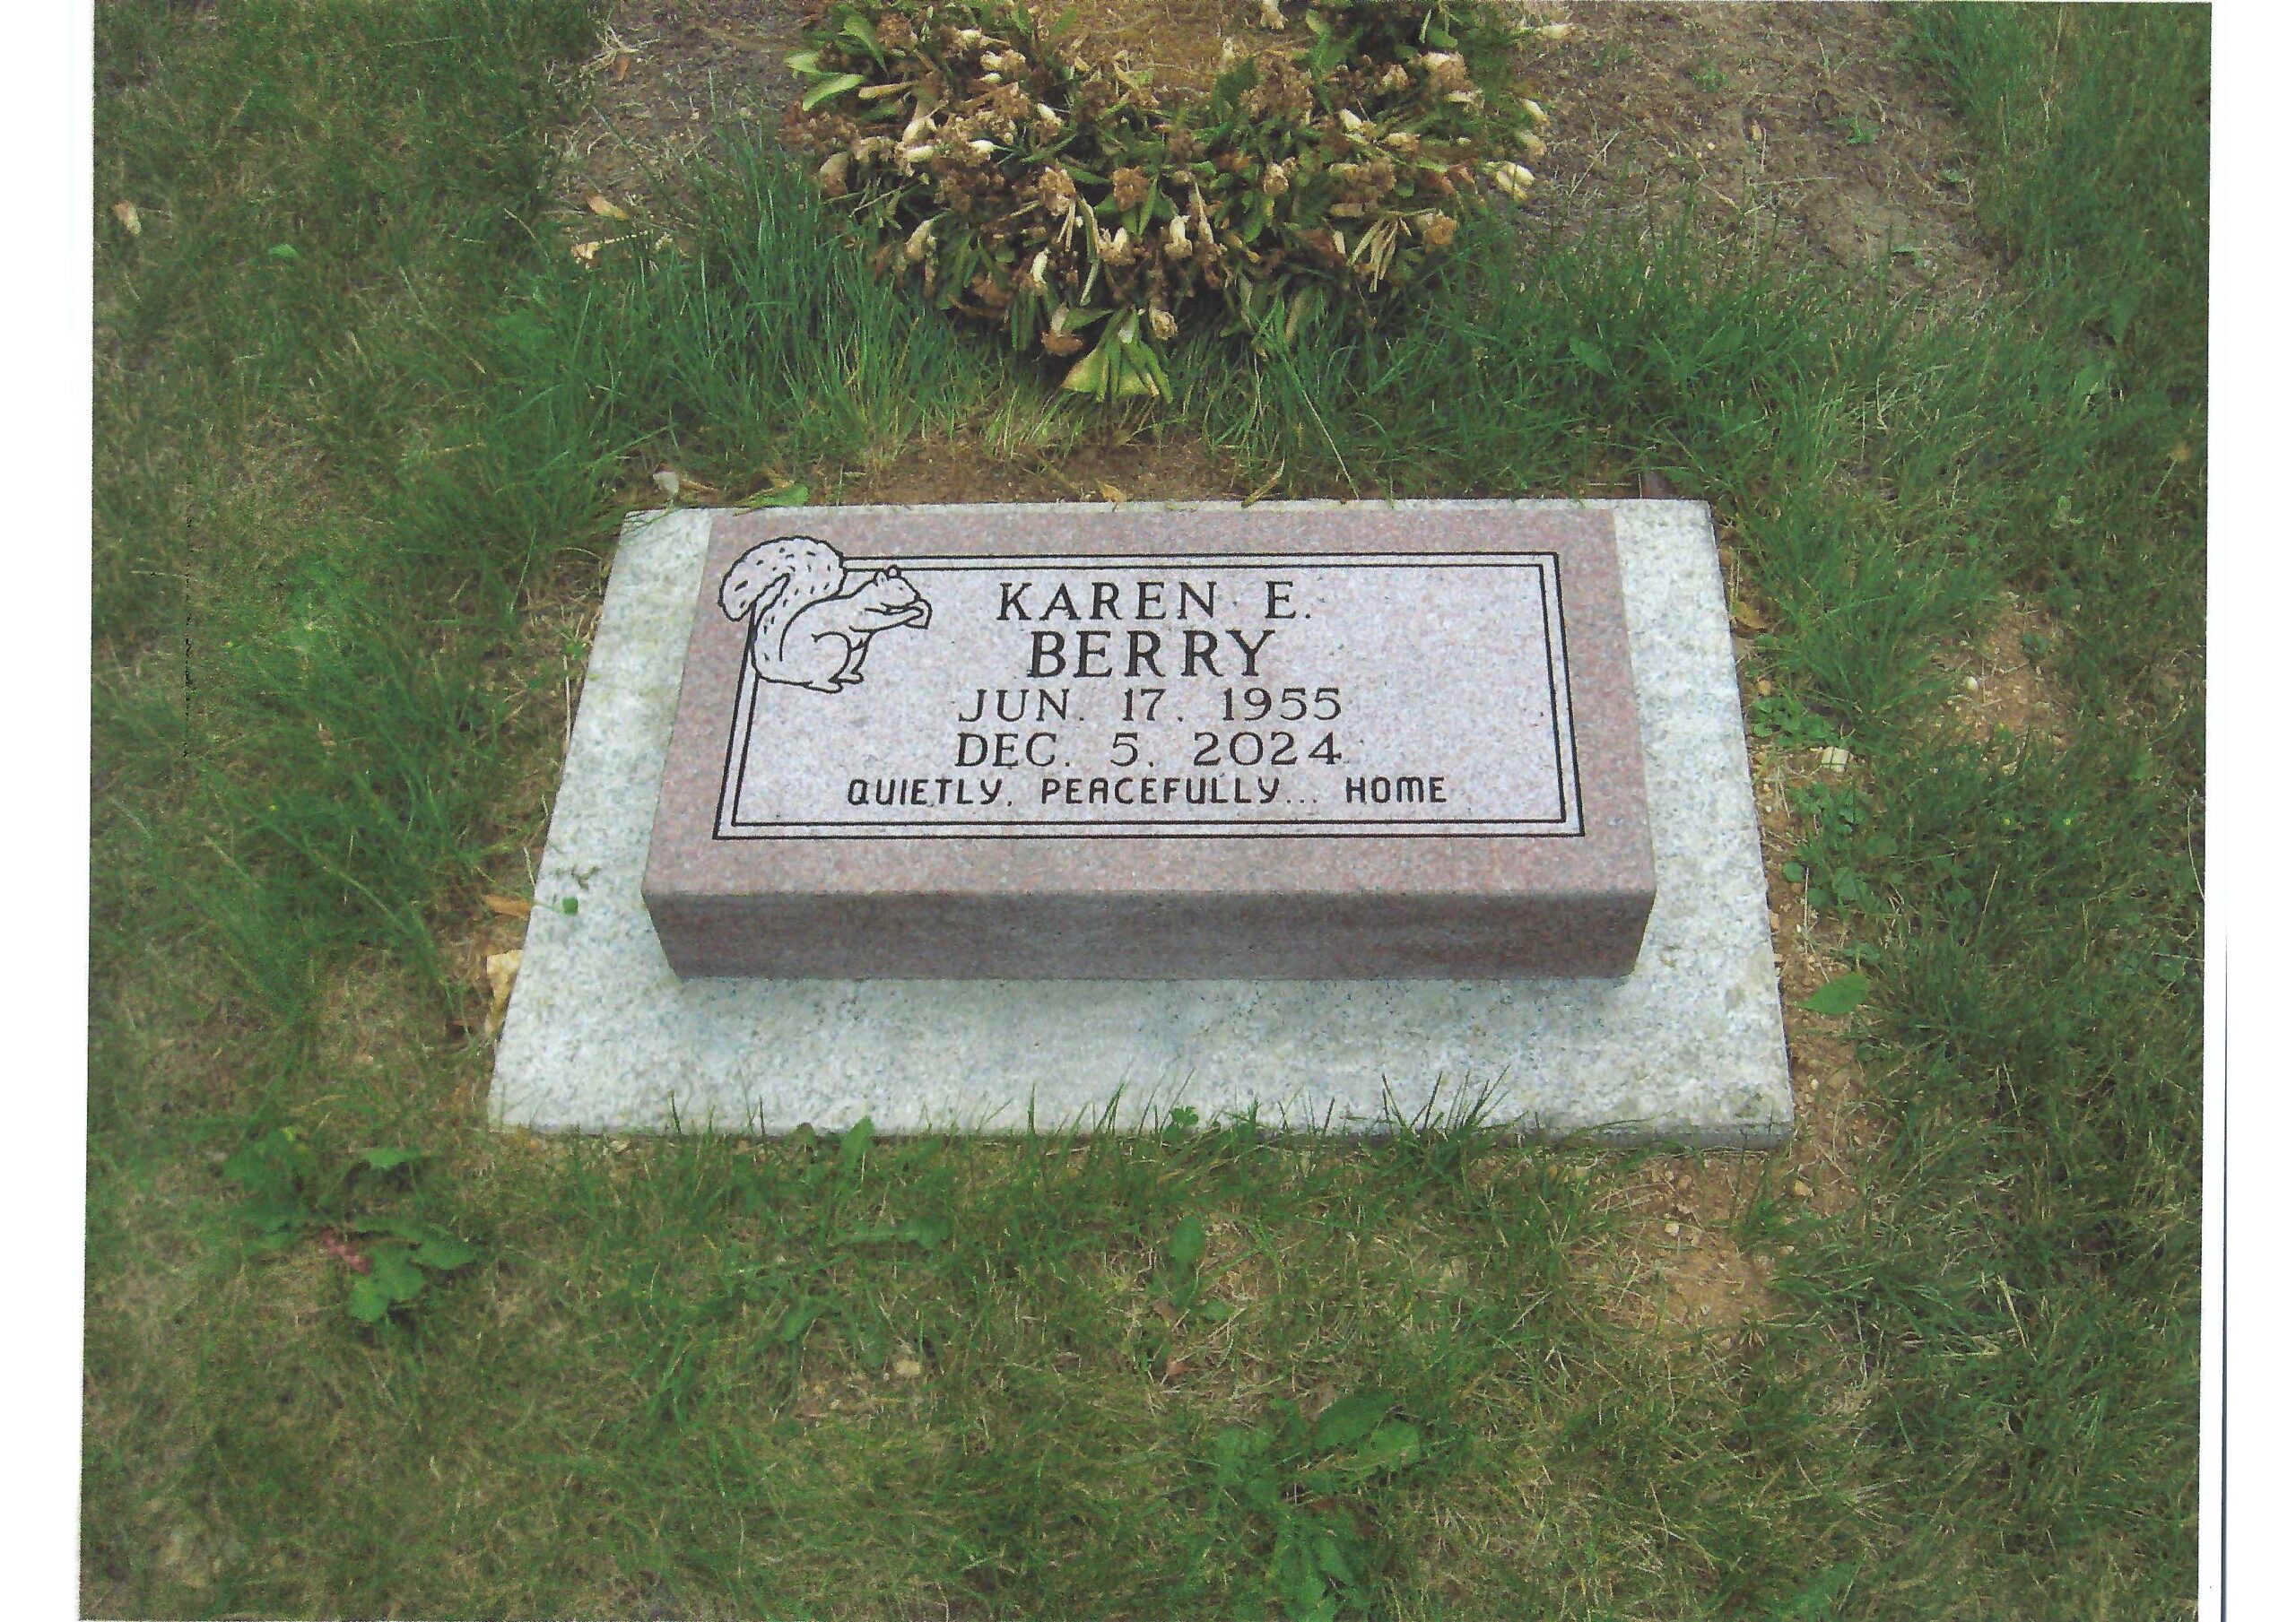 KAREN E.
BERRY
JUN. 17, 1955
DEC. 5, 2024
QUIETLY, PEACEFULLY... HOME